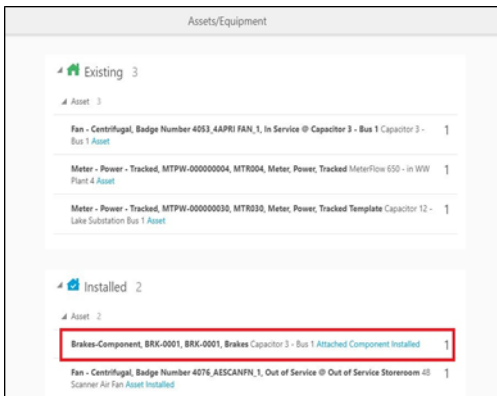 Assets/Equipment
Existing 3
Asset 3
Fan - Centrifugal, Badge Number 4053_4APRI FAN_1, In Service @ Capacitor 3 - Bus 1 Capacitor 3 - 1
Bus 1 Asset
Meter - Power - Tracked, MTPW-000000004, MTR004, Meter, Power, Tracked MeterFlow 650 - in WW 1
Plant 4 Asset
Meter - Power - Tracked, MTPW-000000030, MTR030, Meter, Power, Tracked Template Capacitor 12 - 1
Lake Substation Bus 1 Asset
Installed 2
Asset 2
Brakes-Component, BRK-0001, BRK-0001, Brakes Capacitor 3 - Bus 1 Attached Component Installed 1
Fan - Centrifugal, Badge Number 4076_AESCANFN_1, Out of Service @ Out of Service Storeroom 4B 1
Scanner Air Fan Asset Installed